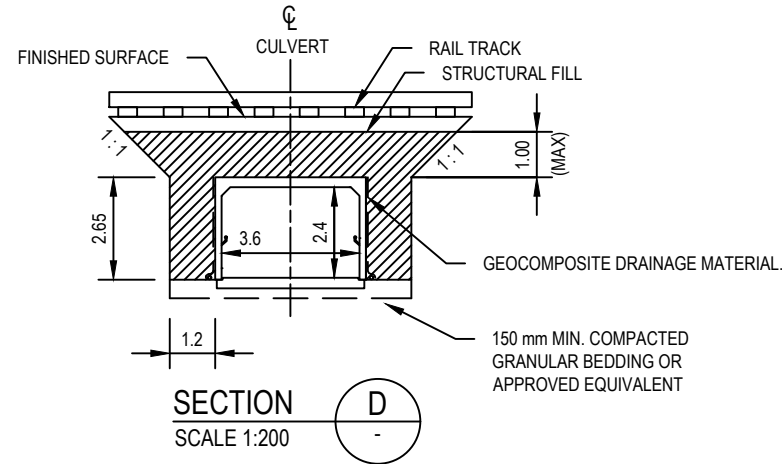 ℄
CULVERT
FINISHED SURFACE
RAIL TRACK
STRUCTURAL FILL
1:1
1:1
1.00
(MAX)
2.65
3.6
2.4
GEOCOMPOSITE DRAINAGE MATERIAL.
1.2
150 mm MIN. COMPACTED
GRANULAR BEDDING OR
APPROVED EQUIVALENT
SECTION
D
SCALE 1:200
-